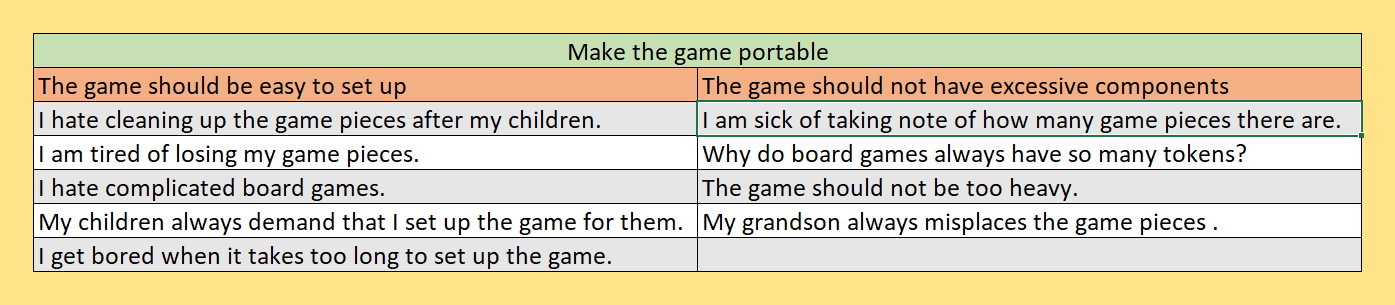 Make the game portable
The game should be easy to set up The game should not have excessive components
I hate cleaning up the game pieces after my children. I am sick of taking note of how many game pieces there are.
I am tired of losing my game pieces. Why do board games always have so many tokens?
I hate complicated board games. The game should not be too heavy.
My children always demand that I set up the game for them. My grandson always misplaces the game pieces .
I get bored when it takes too long to set up the game.